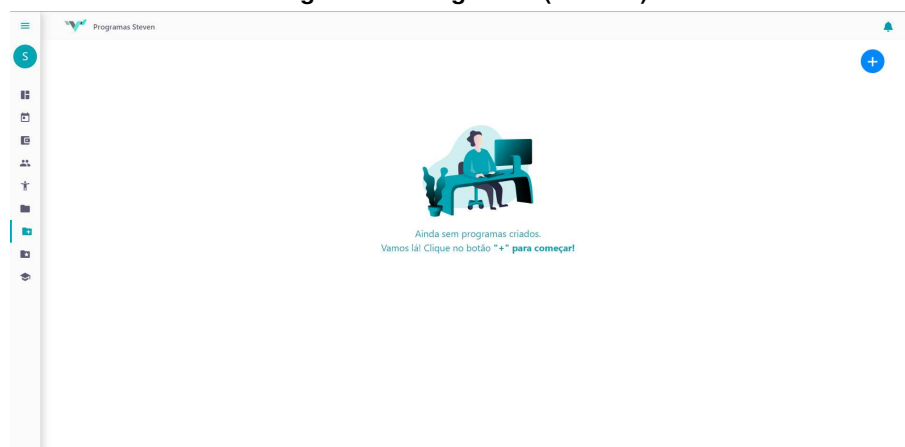 Programas Steven
S
Ainda sem programas criados.
Vamos lá! Clique no botão "+" para começar!